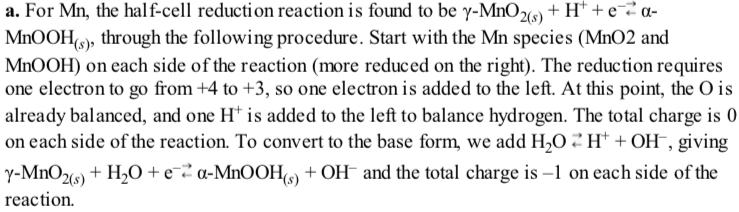 a. For Mn, the half-cell reduction reaction is found to be γ-MnO₂₍ₛ₎ + H⁺ + e⁻ ⇄ α-
MnOOH₍ₛ₎, through the following procedure. Start with the Mn species (MnO2 and
MnOOH) on each side of the reaction (more reduced on the right). The reduction requires
one electron to go from +4 to +3, so one electron is added to the left. At this point, the O is
already balanced, and one H⁺ is added to the left to balance hydrogen. The total charge is 0
on each side of the reaction. To convert to the base form, we add H₂O ⇄ H⁺ + OH⁻, giving
γ-MnO₂₍ₛ₎ + H₂O + e⁻ ⇄ α-MnOOH₍ₛ₎ + OH⁻ and the total charge is –1 on each side of the
reaction.